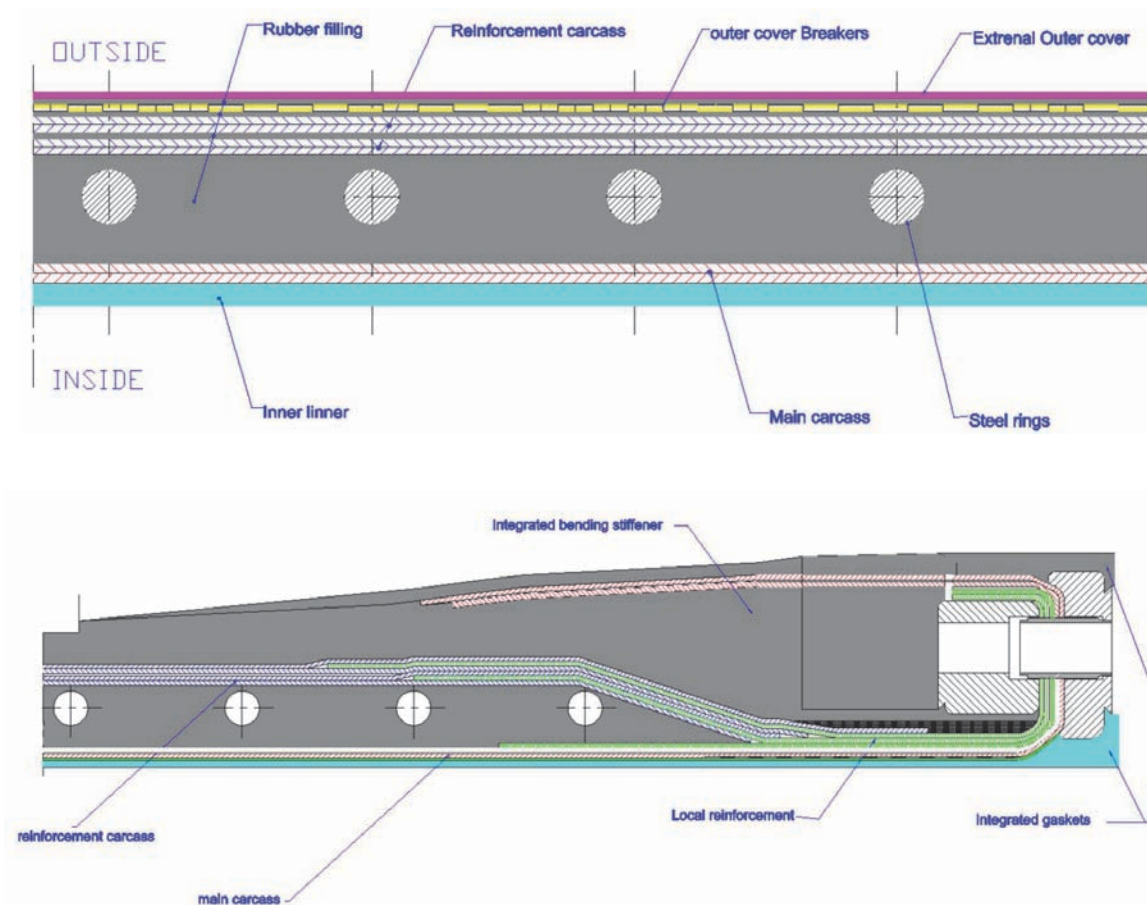 Rubber filling
Reinforcement carcass
outer cover Breakers
Extrenal Outer cover
OUTSIDE
INSIDE
Inner linner
Main carcass
Steel rings
Integrated bending stiffener
reinforcement carcass
Local reinforcement
Integrated gaskets
main carcass